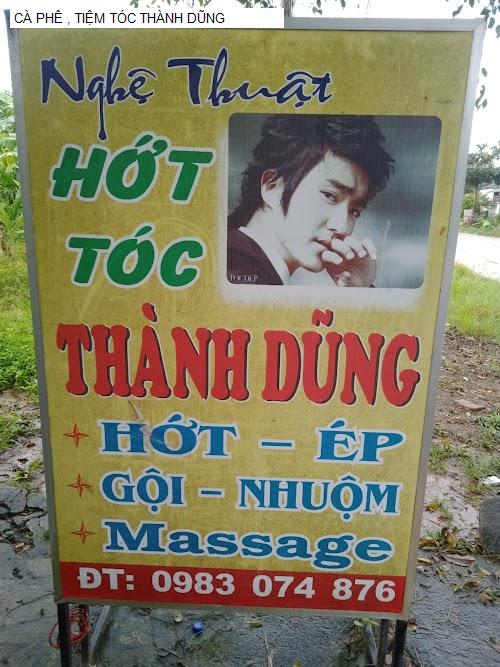 CÀ PHÊ , TIỆM TÓC THÀNH DŨNG
Nghệ Thuật
HỚT
TÓC
TOCDEP
THÀNH DŨNG
HỚT – ÉP
GỘI – NHUỘM
Massage
ĐT: 0983 074 876